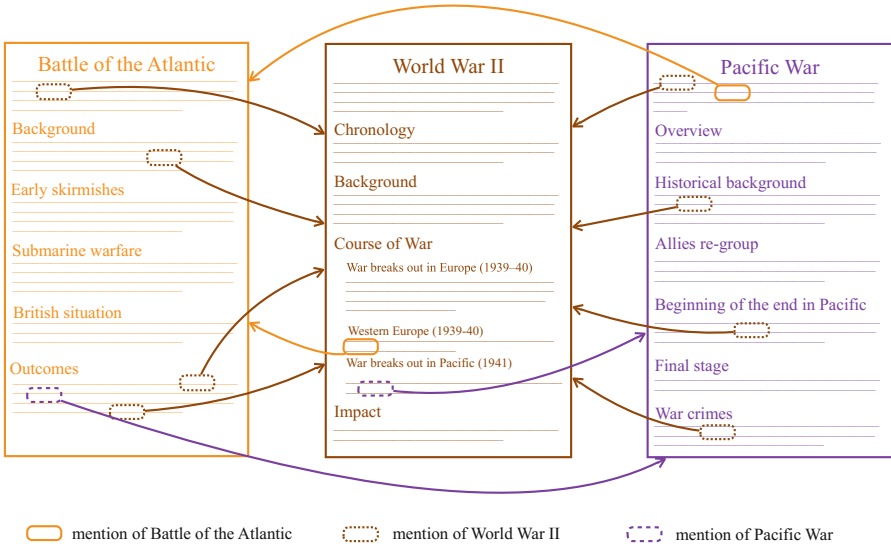 Battle of the Atlantic
Background
Early skirmishes
Submarine warfare
British situation
Outcomes
World War II
Chronology
Background
Course of War
War breaks out in Europe (1939–40)
Western Europe (1939-40)
War breaks out in Pacific (1941)
Impact
Pacific War
Overview
Historical background
Allies re-group
Beginning of the end in Pacific
Final stage
War crimes
mention of Battle of the Atlantic
mention of World War II
mention of Pacific War